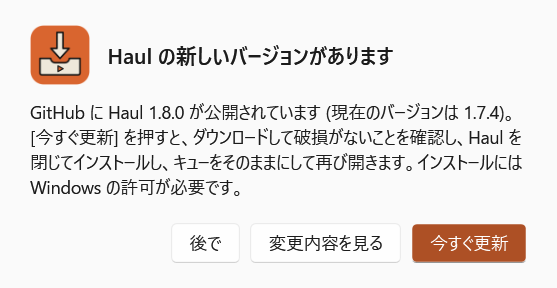 Haul の新しいバージョンがあります
GitHub に Haul 1.8.0 が公開されています (現在のバージョンは 1.7.4)。
[今すぐ更新] を押すと、ダウンロードして破損がないことを確認し、Haul を
閉じてインストールし、キューをそのままにして再び開きます。インストールには
Windows の許可が必要です。
後で
変更内容を見る
今すぐ更新